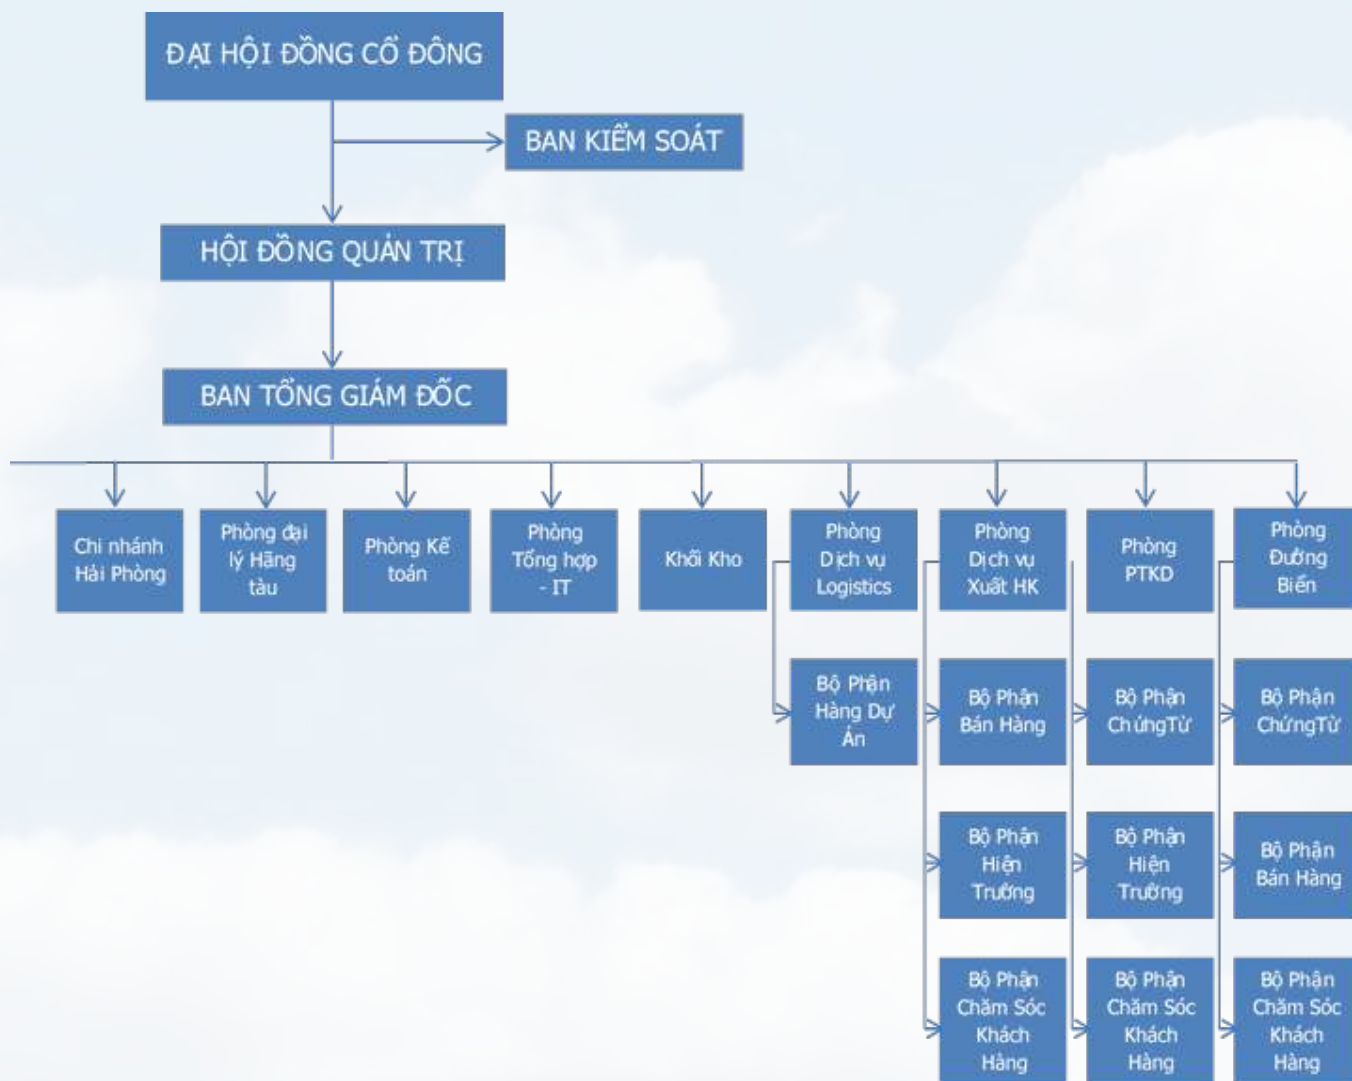 ĐẠI HỘI ĐỒNG CỔ ĐÔNG
BAN KIỂM SOÁT
HỘI ĐỒNG QUẢN TRỊ
BAN TỔNG GIÁM ĐỐC
Chi nhánh
Hải Phòng
Phòng đại
lý Hãng
tàu
Phòng Kế
toán
Phòng
Tổng hợp
- IT
Khối Kho
Phòng
Dịch vụ
Logistics
Phòng
Dịch vụ
Xuất HK
Phòng
PTKD
Phòng
Đường
Biển
Bộ Phận
Hàng Dự
Án
Bộ Phận
Bán Hàng
Bộ Phận
ChứngTừ
Bộ Phận
ChứngTừ
Bộ Phận
Hiện
Trường
Bộ Phận
Hiện
Trường
Bộ Phận
Bán Hàng
Bộ Phận
Chăm Sóc
Khách
Hàng
Bộ Phận
Chăm Sóc
Khách
Hàng
Bộ Phận
Chăm Sóc
Khách
Hàng